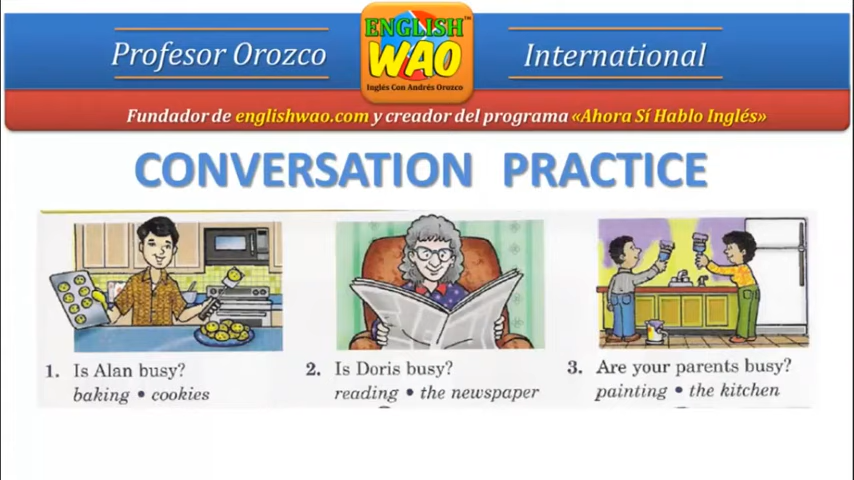 Profesor Orozco
ENGLISH™
WAO
Inglés Con Andrés Orozco
International
Fundador de englishwao.com y creador del programa «Ahora Sí Hablo Inglés»
CONVERSATION PRACTICE
1. Is Alan busy?
baking • cookies
2. Is Doris busy?
reading • the newspaper
3. Are your parents busy?
painting • the kitchen